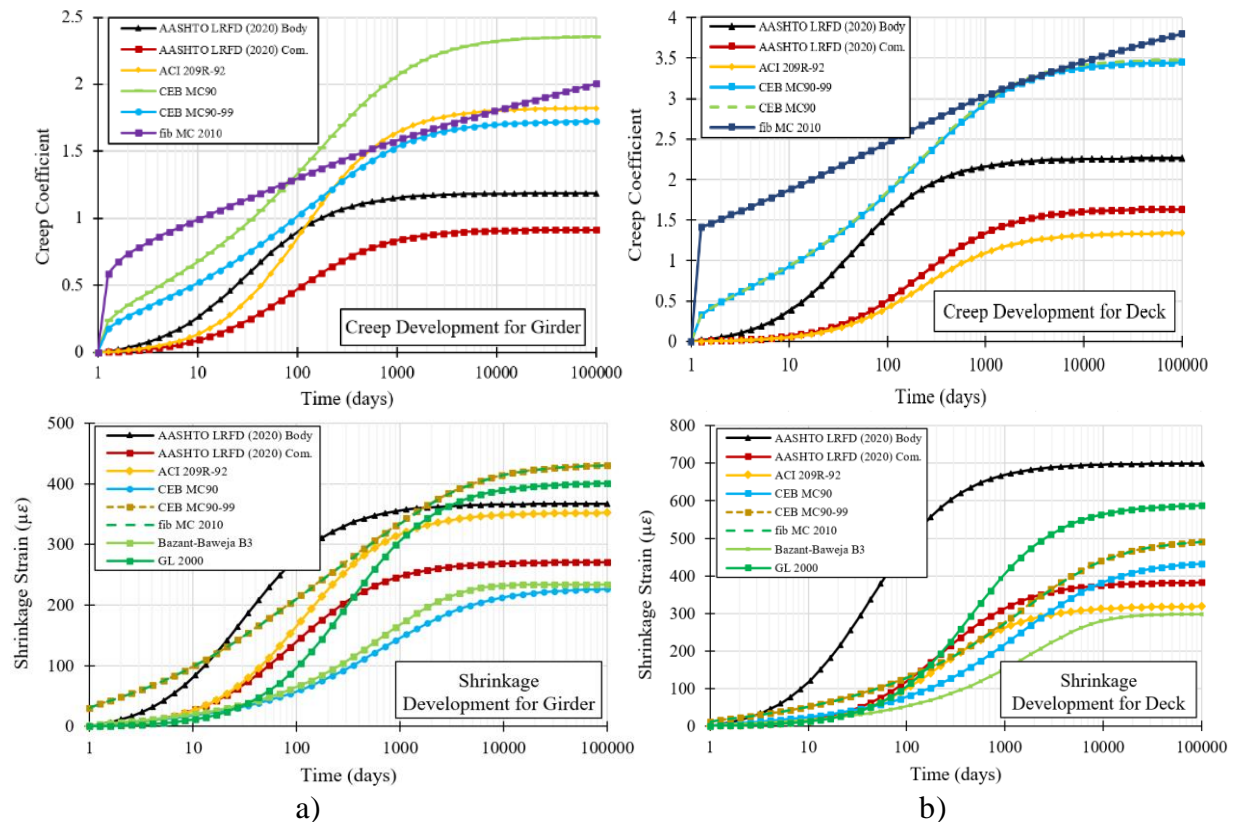 2.5
2
1.5
1
0.5
0
Creep Coefficient
AASHTO LRFD (2020) Body
AASHTO LRFD (2020) Com.
ACI 209R-92
CEB MC90
CEB MC90-99
fib MC 2010
Creep Development for Girder
1 10 100 1000 10000 100000
Time (days)
4
3.5
3
2.5
2
1.5
1
0.5
0
Creep Coefficient
AASHTO LRFD (2020) Body
AASHTO LRFD (2020) Com.
ACI 209R-92
CEB MC90-99
CEB MC90
fib MC 2010
Creep Development for Deck
1 10 100 1000 10000 100000
Time (days)
500
400
300
200
100
0
Shrinkage Strain (με)
AASHTO LRFD (2020) Body
AASHTO LRFD (2020) Com.
ACI 209R-92
CEB MC90
CEB MC90-99
fib MC 2010
Bazant-Baweja B3
GL 2000
Shrinkage
Development for Girder
1 10 100 1000 10000 100000
Time (days)
800
700
600
500
400
300
200
100
0
Shrinkage Strain (με)
AASHTO LRFD (2020) Body
AASHTO LRFD (2020) Com.
ACI 209R-92
CEB MC90
CEB MC90-99
fib MC 2010
Bazant-Baweja B3
GL 2000
Shrinkage
Development for Deck
1 10 100 1000 10000 100000
Time (days)
a)
b)